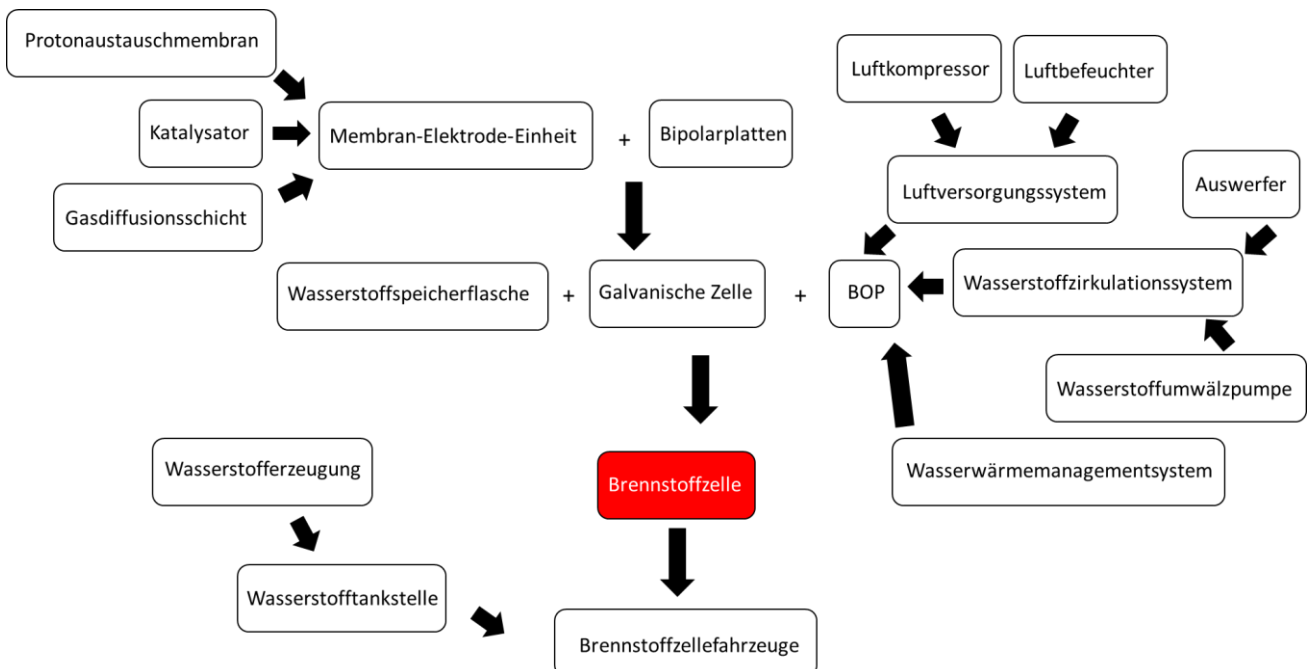 Protonaustauschmembran
Luftkompressor
Luftbefeuchter
Katalysator
Membran-Elektrode-Einheit
+
Bipolarplatten
Gasdiffusionsschicht
Luftversorgungssystem
Auswerfer
Wasserstoffspeicherflasche
+
Galvanische Zelle
+
BOP
Wasserstoffzirkulationssystem
Wasserstoffumwälzpumpe
Wasserstofferzeugung
Brennstoffzelle
Wasserwärmemanagementsystem
Wasserstofftankstelle
Brennstoffzellefahrzeuge